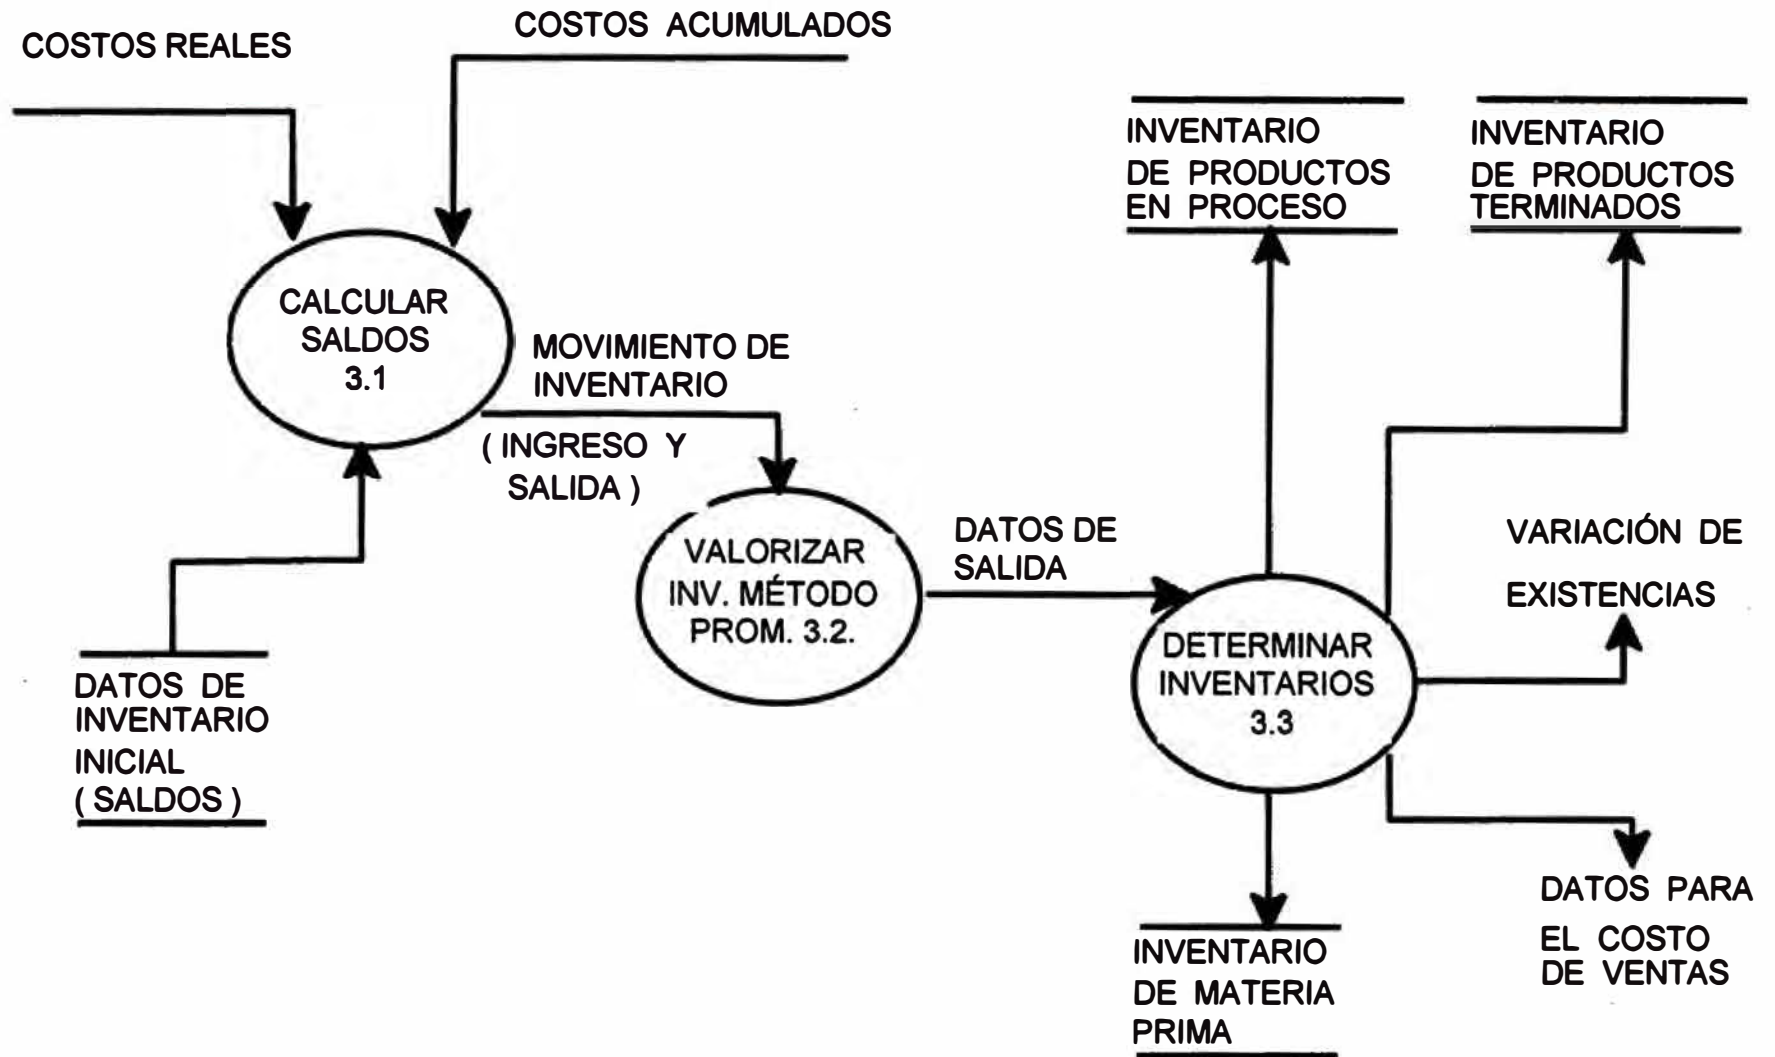 COSTOS REALES
COSTOS ACUMULADOS
INVENTARIO
DE PRODUCTOS
EN PROCESO
INVENTARIO
DE PRODUCTOS
TERMINADOS
CALCULAR
SALDOS
3.1
MOVIMIENTO DE
INVENTARIO
( INGRESO Y
SALIDA )
VALORIZAR
INV. MÉTODO
PROM. 3.2.
DATOS DE
SALIDA
VARIACIÓN DE
EXISTENCIAS
DETERMINAR
INVENTARIOS
3.3
DATOS DE
INVENTARIO
INICIAL
( SALDOS )
DATOS PARA
EL COSTO
DE VENTAS
INVENTARIO
DE MATERIA
PRIMA